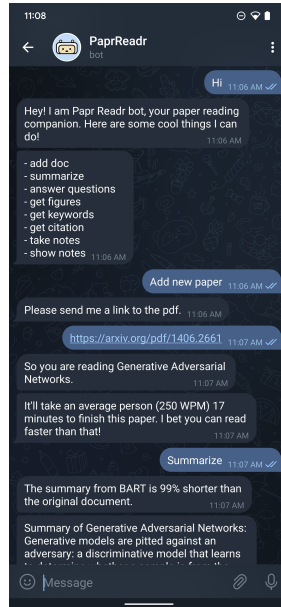 11:08
PaprReadr
bot
Hi 11:06 AM
Hey! I am Papr Readr bot, your paper reading
companion. Here are some cool things I can
do!
11:06 AM
- add doc
- summarize
- answer questions
- get figures
- get keywords
- get citation
- take notes
- show notes 11:06 AM
Add new paper 11:06 AM
Please send me a link to the pdf. 11:06 AM
https://arxiv.org/pdf/1406.2661 11:07 AM
So you are reading Generative Adversarial
Networks.
11:07 AM
It'll take an average person (250 WPM) 17
minutes to finish this paper. I bet you can read
faster than that!
11:07 AM
Summarize 11:07 AM
The summary from BART is 99% shorter than
the original document.
11:07 AM
Summary of Generative Adversarial Networks:
Generative models are pitted against an
adversary: a discriminative model that learns
to determine whether a sample is from the
Message